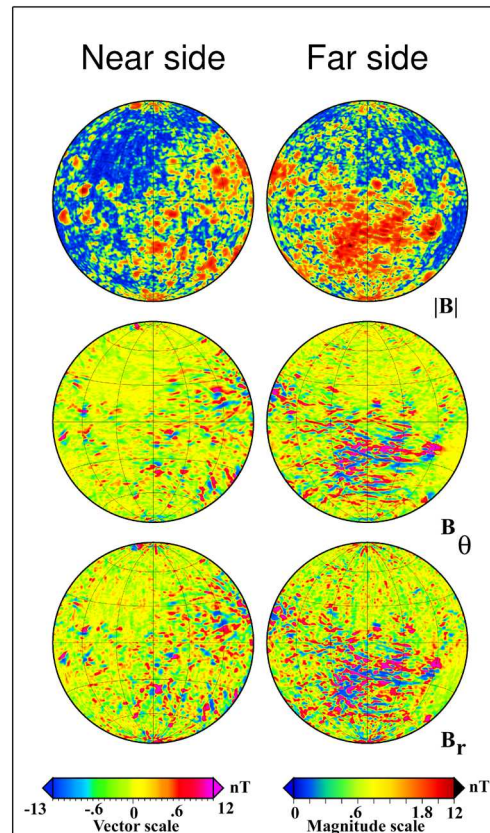 Near side Far side
|B|
B θ
B r
nT nT
-13 -.6 0 .6 12 0 .6 1.8 12
Vector scale Magnitude scale